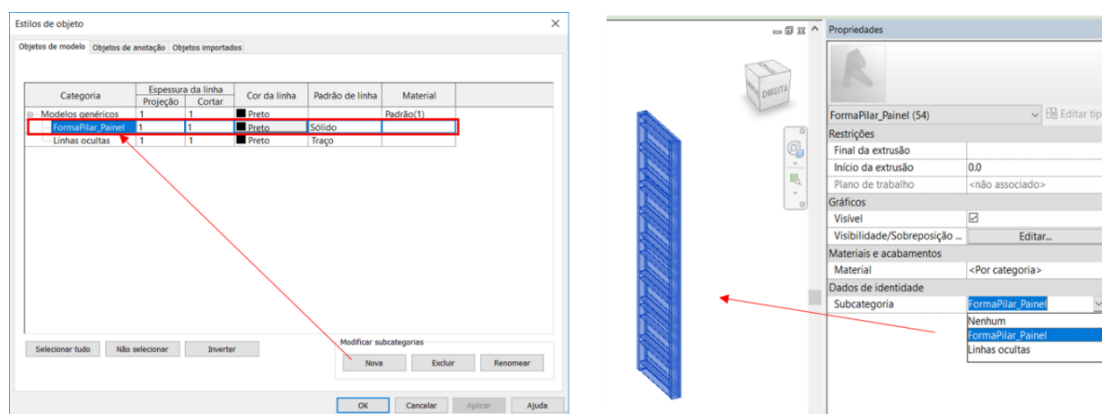 Estilos de objeto
Objetos de modelo Objetos de anotação Objetos importados
Categoria Espessura da linha Cor da linha Padrão de linha Material
Projeção Cortar
Modelos genéricos 1 1 Preto Padrão(1)
FormaPilar_Painel 1 1 Preto Sólido
Linhas ocultas 1 1 Preto Traço
Selecionar tudo Não selecionar Inverter
Modificar subcategorias
Nova Excluir Renomear
OK Cancelar Aplicar Ajuda
DIREITA
Propriedades
FormaPilar_Painel (54) Editar tip
Restrições
Final da extrusão
Início da extrusão 0.0
Plano de trabalho <não associado>
Gráficos
Visível
Visibilidade/Sobreposição ... Editar...
Materiais e acabamentos
Material <Por categoria>
Dados de identidade
Subcategoria FormaPilar_Painel
Nenhum
FormaPilar_Painel
Linhas ocultas